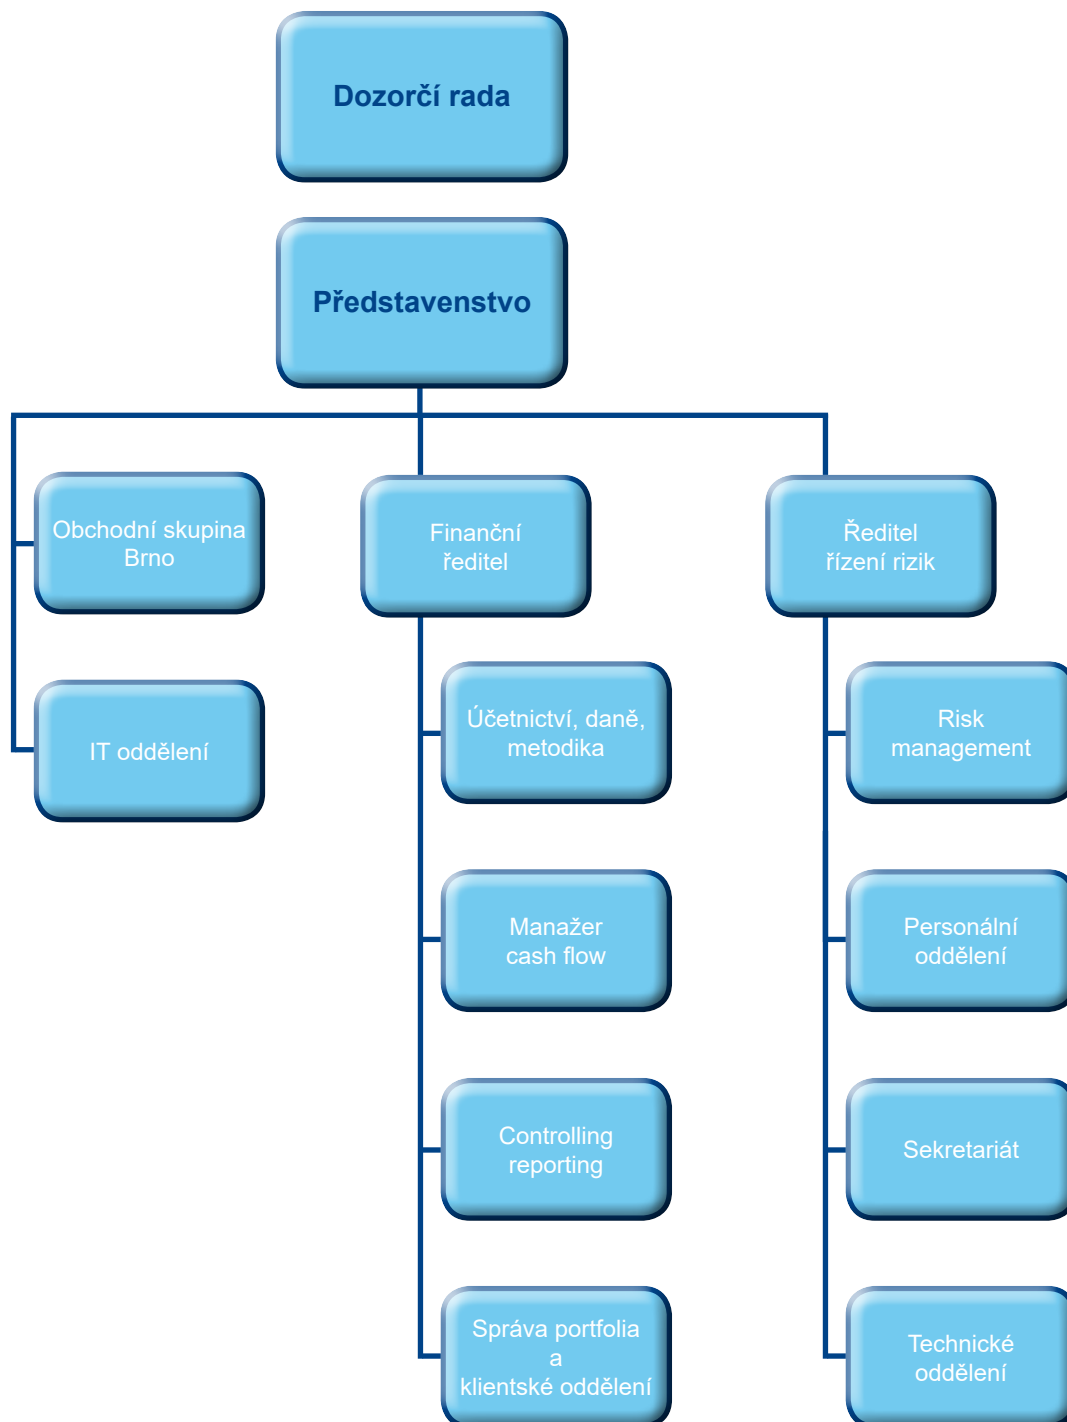 Dozorčí rada
Představenstvo
Obchodní skupina
Brno
IT oddělení
Finanční
ředitel
Účetnictví, daně,
metodika
Manažer
cash flow
Controlling
reporting
Správa portfolia
a
klientské oddělení
Ředitel
řízení rizik
Risk
management
Personální
oddělení
Sekretariát
Technické
oddělení